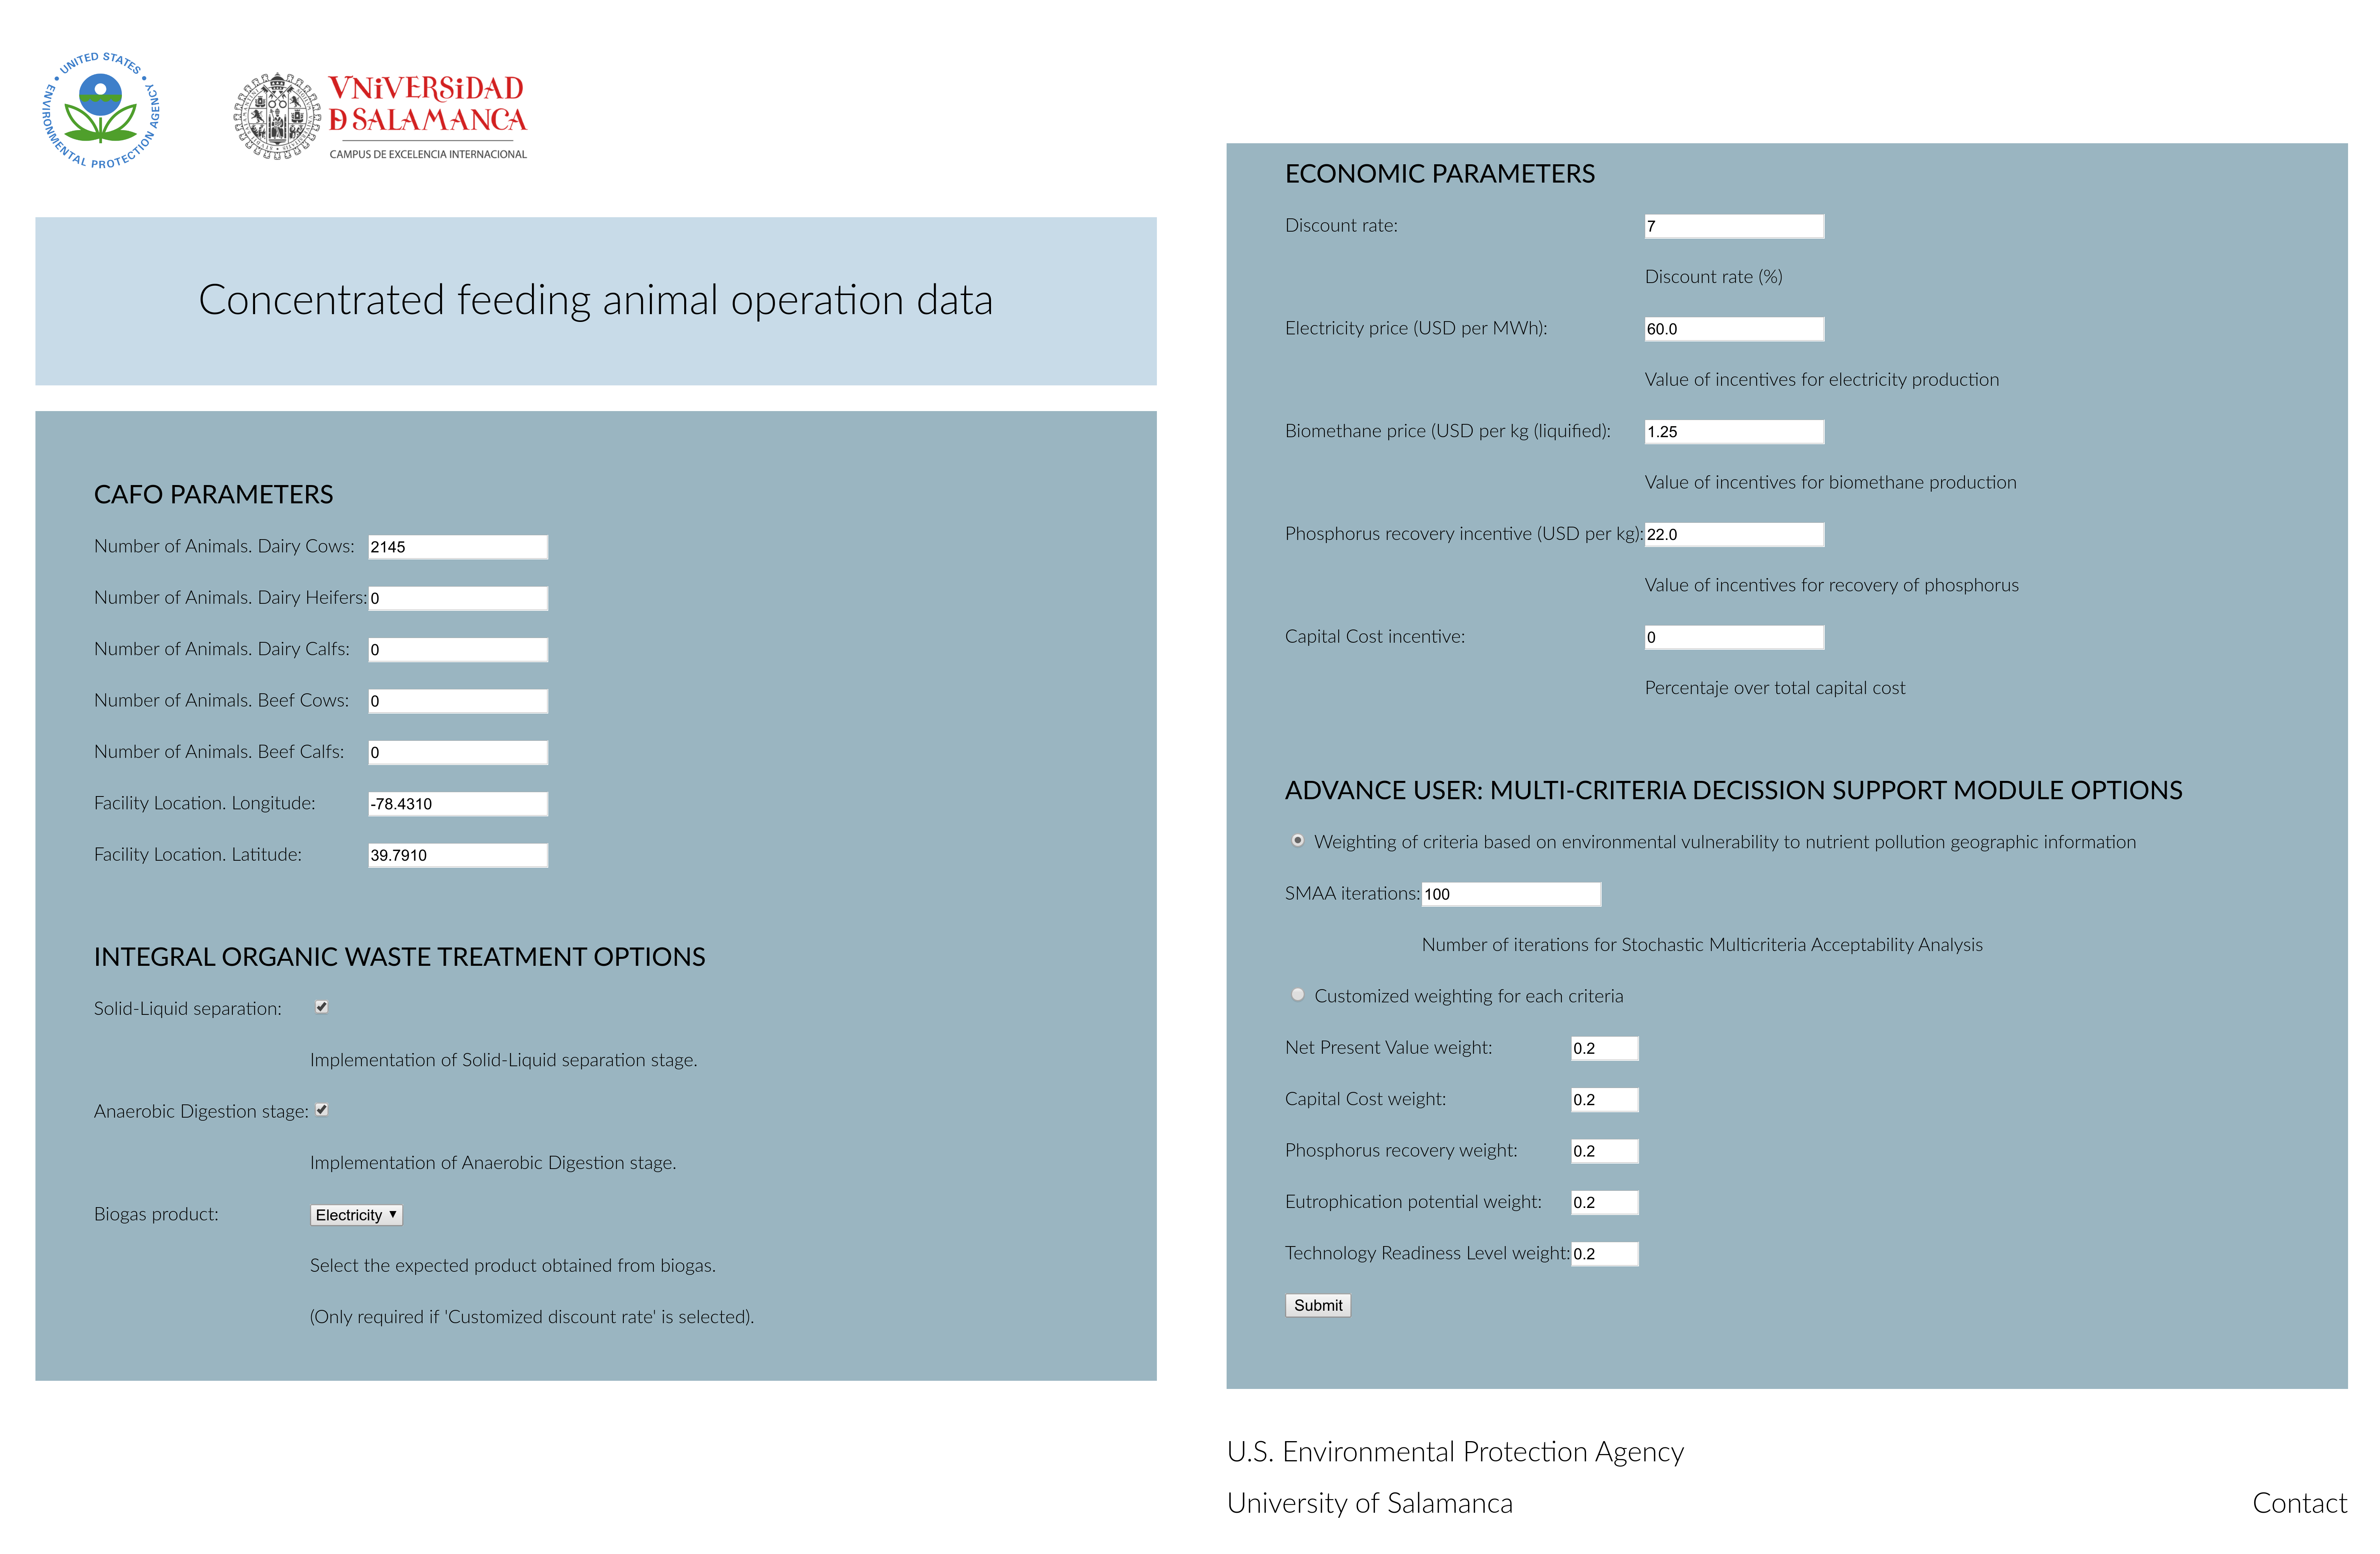 UNITED STATES • ENVIRONMENTAL PROTECTION AGENCY •
VNiVERSiDAD
D SALAMANCA
CAMPUS DE EXCELENCIA INTERNACIONAL
Concentrated feeding animal operation data
CAFO PARAMETERS
Number of Animals. Dairy Cows: 2145
Number of Animals. Dairy Heifers: 0
Number of Animals. Dairy Calfs: 0
Number of Animals. Beef Cows: 0
Number of Animals. Beef Calfs: 0
Facility Location. Longitude: -78.4310
Facility Location. Latitude: 39.7910
INTEGRAL ORGANIC WASTE TREATMENT OPTIONS
Solid-Liquid separation:
Implementation of Solid-Liquid separation stage.
Anaerobic Digestion stage:
Implementation of Anaerobic Digestion stage.
Biogas product: Electricity
Select the expected product obtained from biogas.
(Only required if 'Customized discount rate' is selected).
ECONOMIC PARAMETERS
Discount rate: 7
Discount rate (%)
Electricity price (USD per MWh): 60.0
Value of incentives for electricity production
Biomethane price (USD per kg (liquified): 1.25
Value of incentives for biomethane production
Phosphorus recovery incentive (USD per kg): 22.0
Value of incentives for recovery of phosphorus
Capital Cost incentive: 0
Percentaje over total capital cost
ADVANCE USER: MULTI-CRITERIA DECISSION SUPPORT MODULE OPTIONS
Weighting of criteria based on environmental vulnerability to nutrient pollution geographic information
SMAA iterations: 100
Number of iterations for Stochastic Multicriteria Acceptability Analysis
Customized weighting for each criteria
Net Present Value weight: 0.2
Capital Cost weight: 0.2
Phosphorus recovery weight: 0.2
Eutrophication potential weight: 0.2
Technology Readiness Level weight: 0.2
Submit
U.S. Environmental Protection Agency
University of Salamanca
Contact